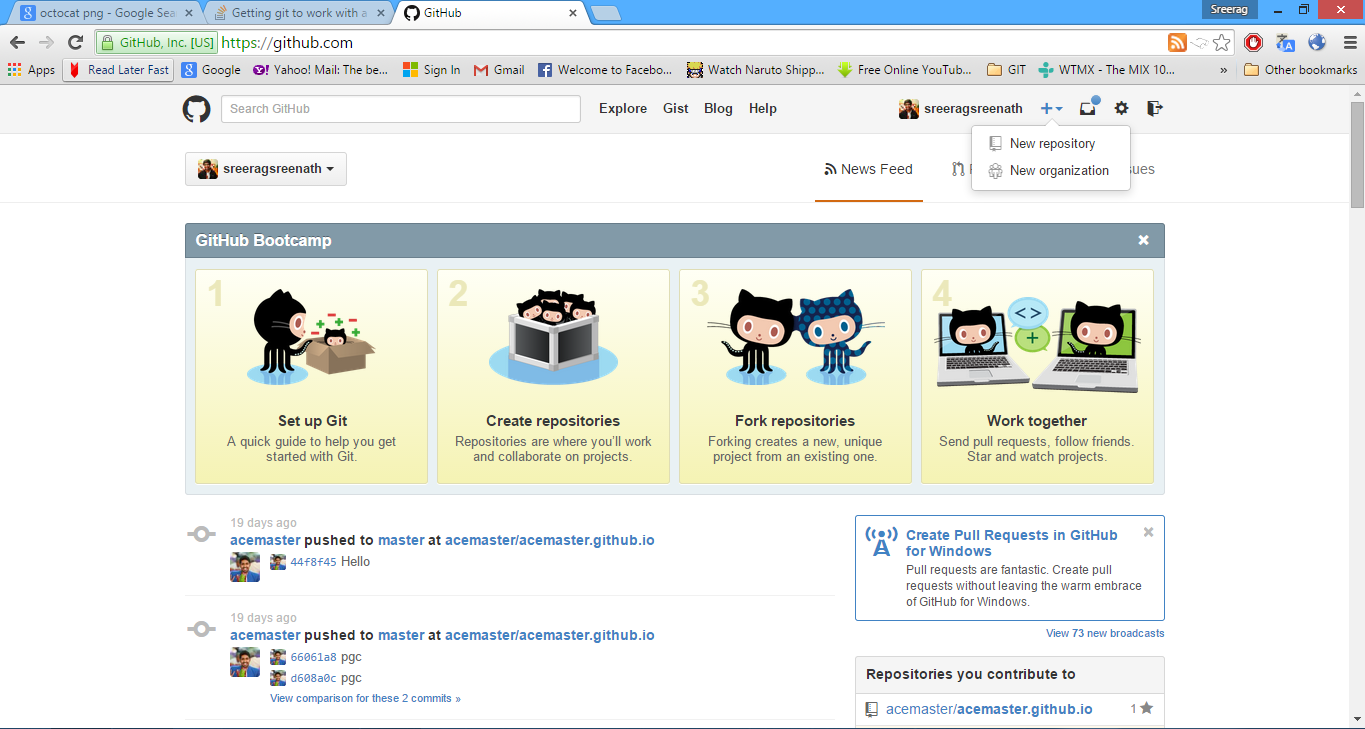 octocat png - Google Sea
Getting git to work with a
GitHub
Sreerag
GitHub, Inc. [US]
https://github.com
Apps
Read Later Fast
Google
Yahoo! Mail: The be...
Sign In
Gmail
Welcome to Facebo...
Watch Naruto Shipp...
Free Online YouTub...
GIT
WTMX - The MIX 10...
»
Other bookmarks
Search GitHub
Explore
Gist
Blog
Help
sreeragsreenath
New repository
New organization
sreeragsreenath
News Feed
sues
GitHub Bootcamp
1
Set up Git
A quick guide to help you get
started with Git.
2
Create repositories
Repositories are where you'll work
and collaborate on projects.
3
Fork repositories
Forking creates a new, unique
project from an existing one.
4
Work together
Send pull requests, follow friends.
Star and watch projects.
19 days ago
acemaster pushed to master at acemaster/acemaster.github.io
44f8f45 Hello
19 days ago
acemaster pushed to master at acemaster/acemaster.github.io
66061a8 pgc
d608a0c pgc
View comparison for these 2 commits »
Create Pull Requests in GitHub
for Windows
Pull requests are fantastic. Create pull
requests without leaving the warm embrace
of GitHub for Windows.
View 73 new broadcasts
Repositories you contribute to
acemaster/acemaster.github.io
1